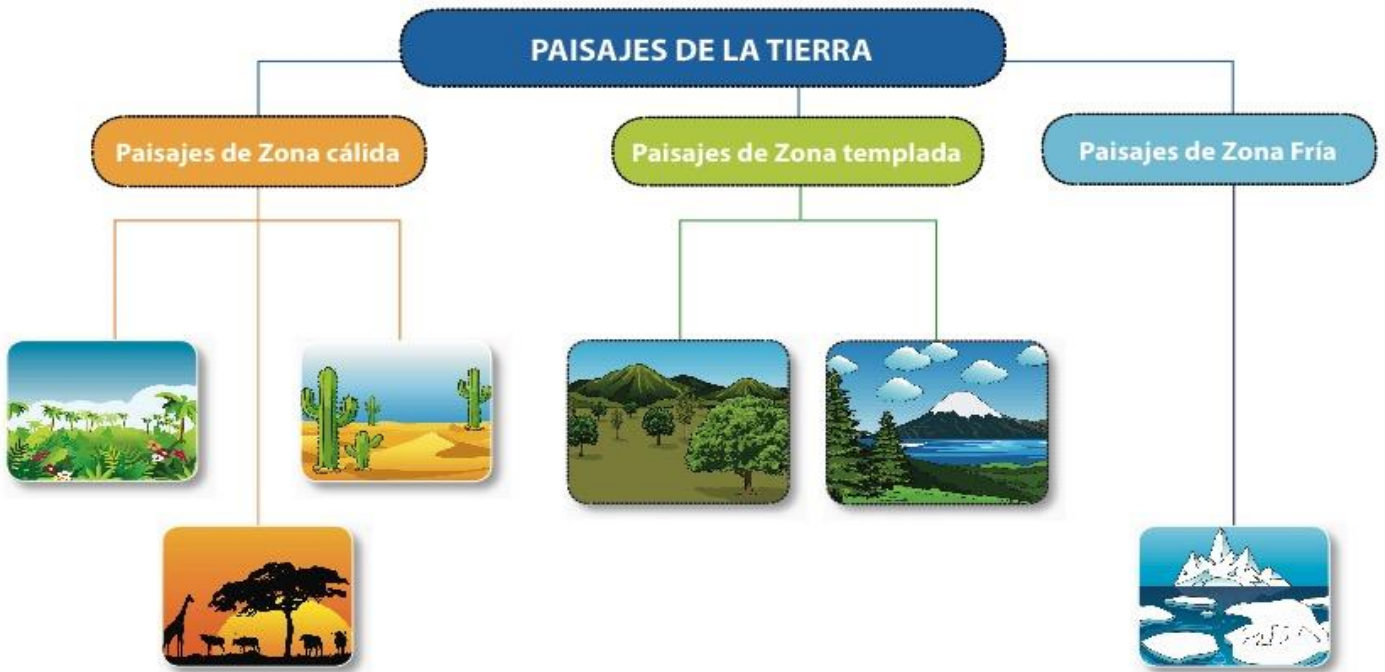 PAISAJES DE LA TIERRA
Paisajes de Zona cálida
Paisajes de Zona templada
Paisajes de Zona Fría